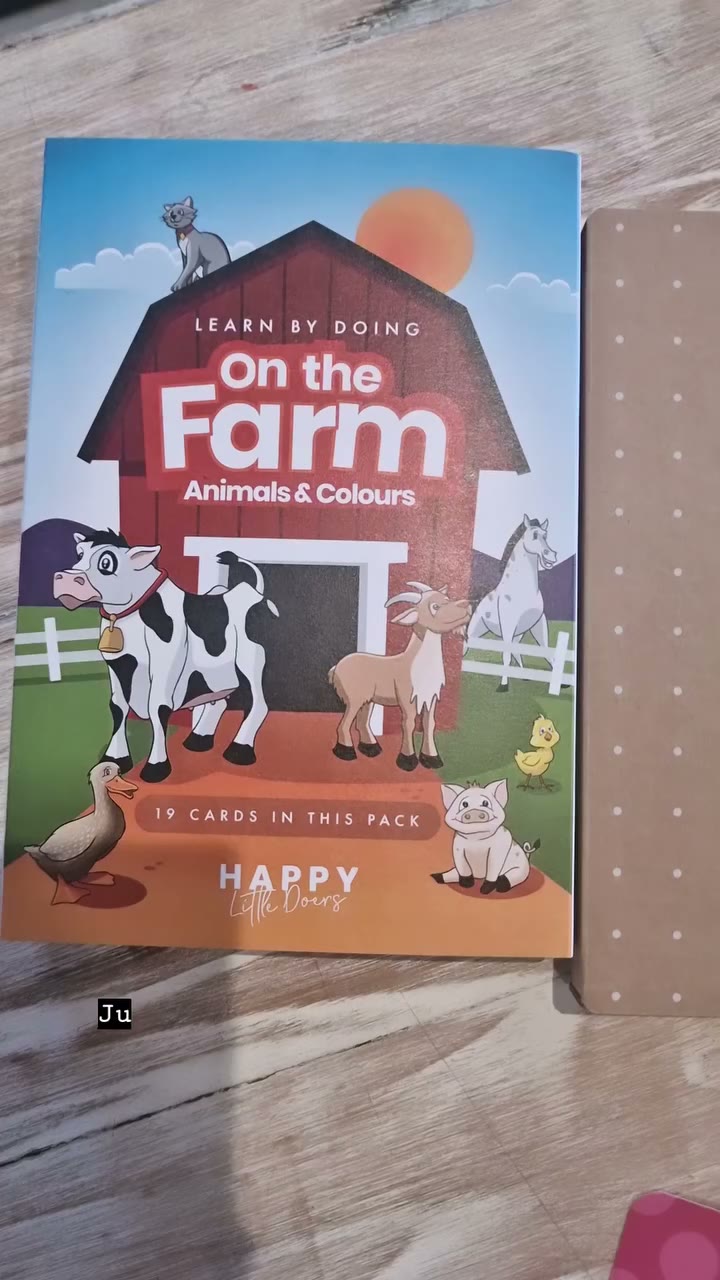 LEARN BY DOING
On the
Farm
Animals & Colours
19 CARDS IN THIS PACK
HAPPY
Little Doers
Ju